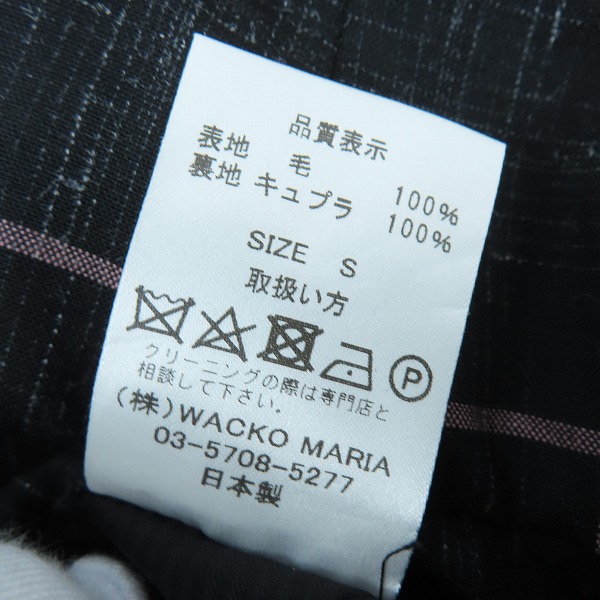 品質表示
表地 毛 100%
裏地 キュプラ 100%
SIZE S
取扱い方
P
クリーニングの際は専門店と
相談して下さい。
(株)WACKO MARIA
03-5708-5277
日本製